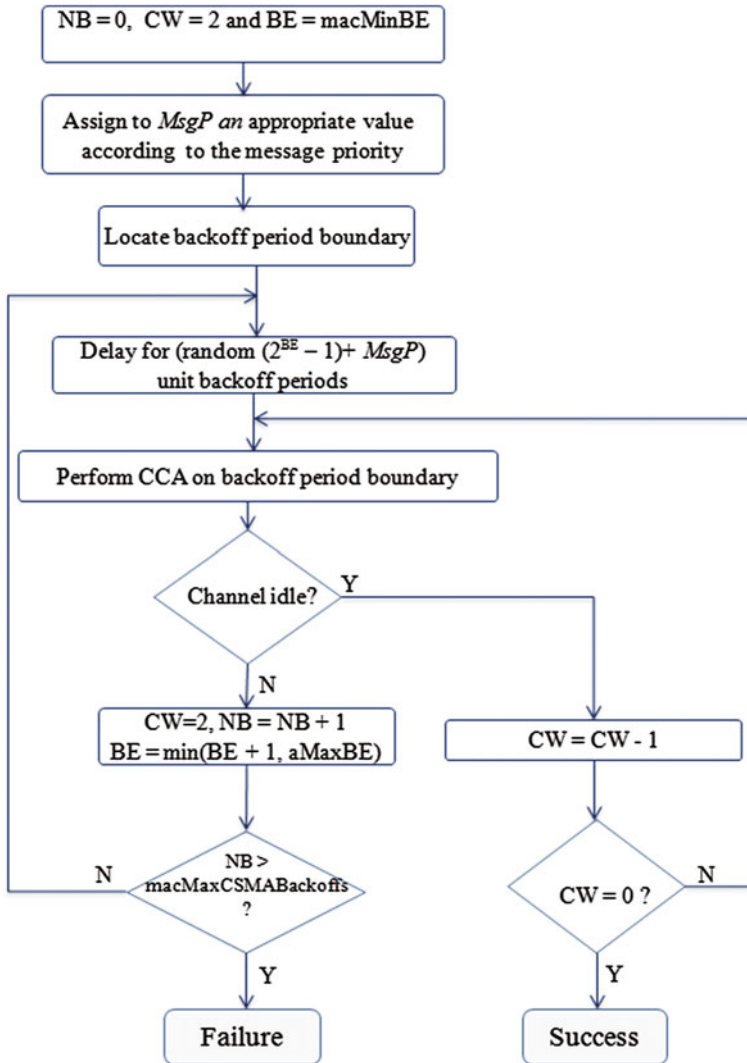 NB = 0, CW = 2 and BE = macMinBE
Assign to MsgP an appropriate value
according to the message priority
Locate backoff period boundary
Delay for (random (2^BE – 1)+ MsgP)
unit backoff periods
Perform CCA on backoff period boundary
Channel idle?
Y
N
CW=2, NB = NB + 1
BE = min(BE + 1, aMaxBE)
CW = CW - 1
N
NB >
macMaxCSMABackoffs
?
CW = 0 ?
N
Y
Y
Failure
Success